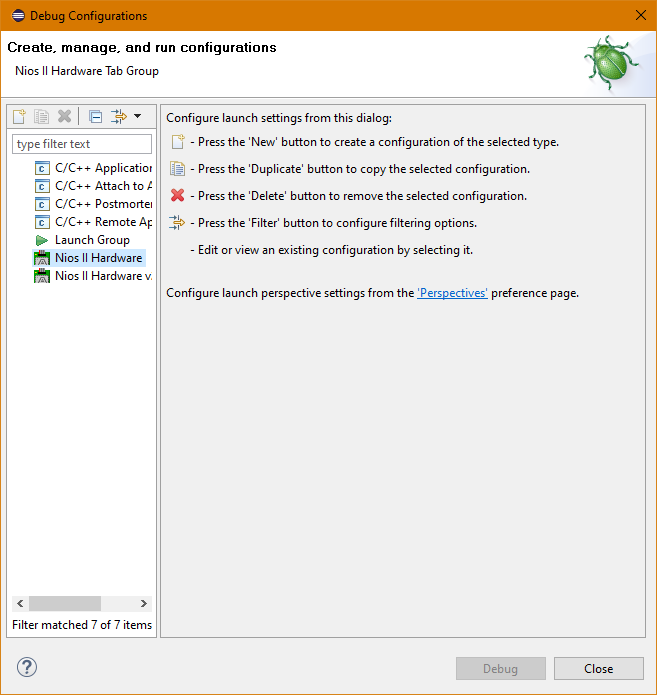 Debug Configurations
Create, manage, and run configurations
Nios II Hardware Tab Group
type filter text
C/C++ Application
C/C++ Attach to A
C/C++ Postmorten
C/C++ Remote Ap
Launch Group
Nios II Hardware
Nios II Hardware v.
Filter matched 7 of 7 items
Configure launch settings from this dialog:
- Press the 'New' button to create a configuration of the selected type.
- Press the 'Duplicate' button to copy the selected configuration.
- Press the 'Delete' button to remove the selected configuration.
- Press the 'Filter' button to configure filtering options.
- Edit or view an existing configuration by selecting it.
Configure launch perspective settings from the 'Perspectives' preference page.
Debug
Close